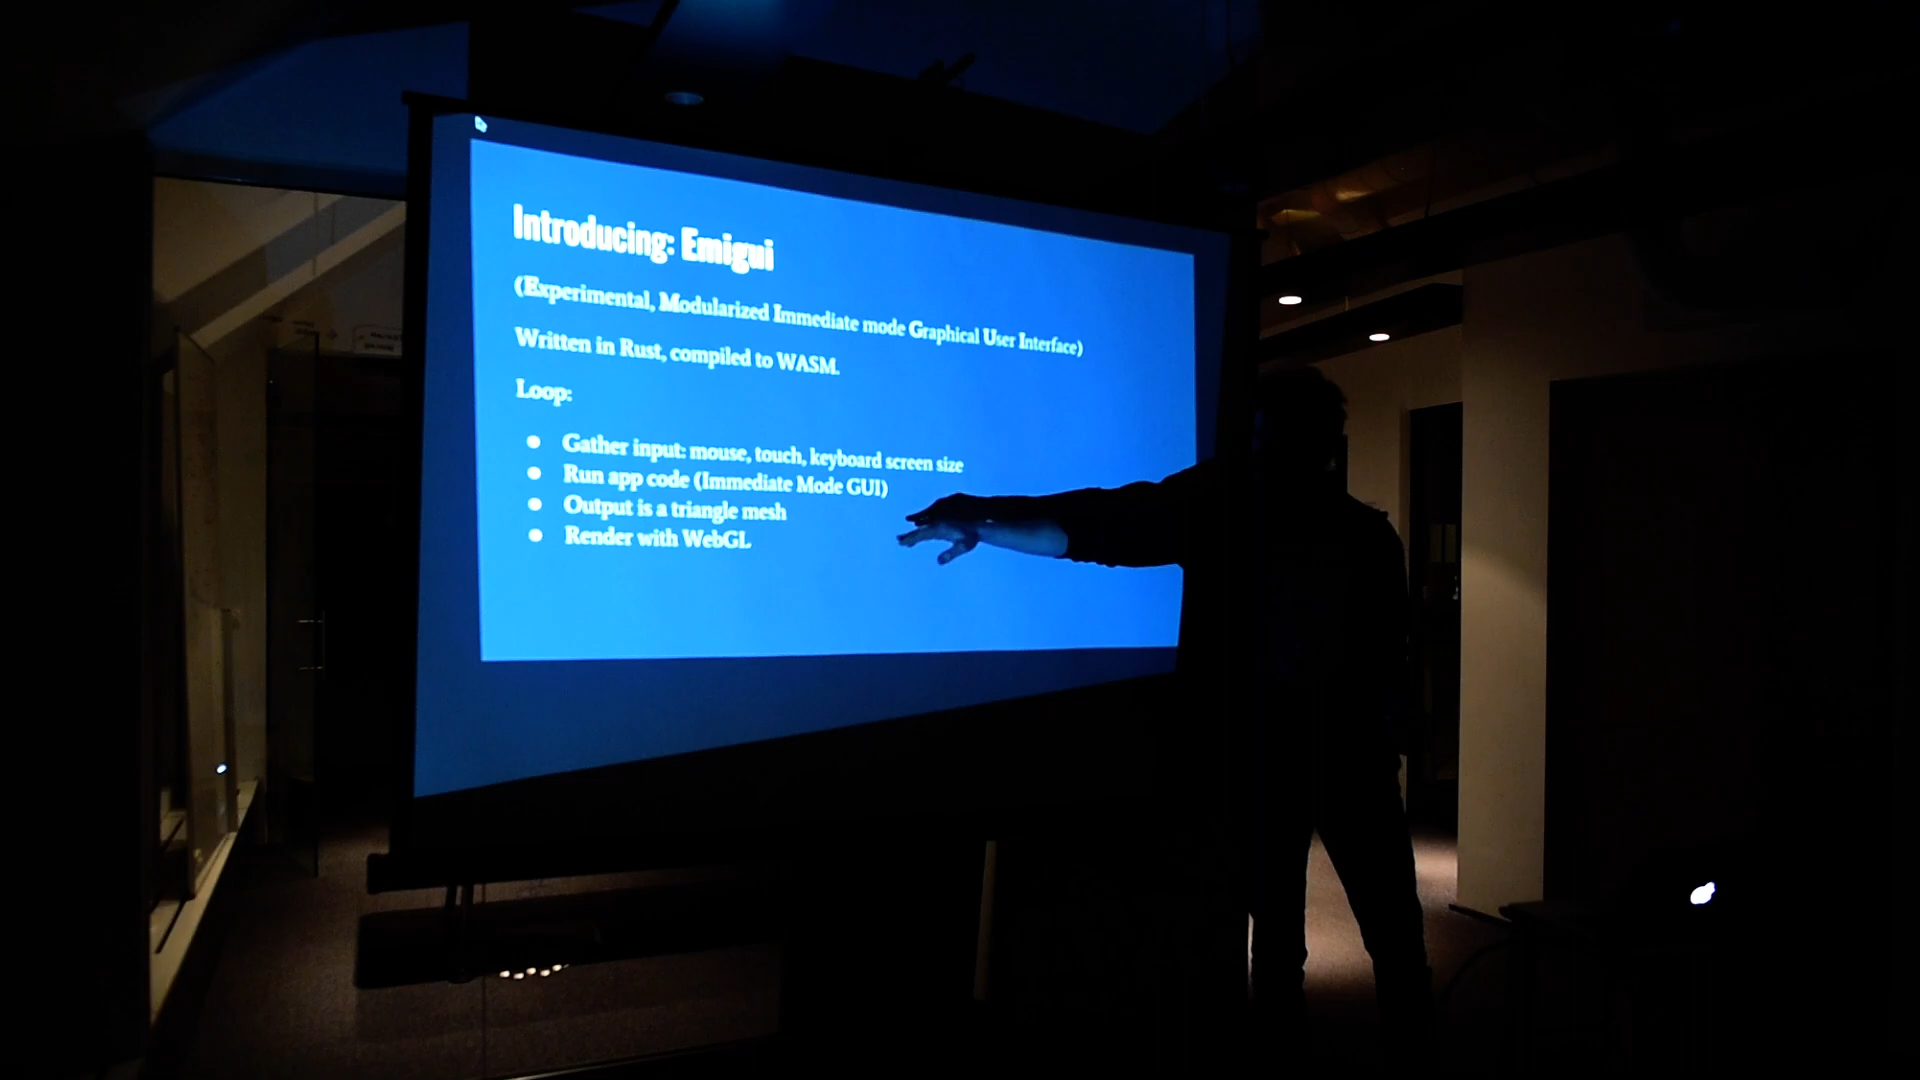 Introducing: Emigui
(Experimental, Modularized Immediate mode Graphical User Interface)
Written in Rust, compiled to WASM.
Loop:
● Gather input: mouse, touch, keyboard screen size
● Run app code (Immediate Mode GUI)
● Output is a triangle mesh
● Render with WebGL